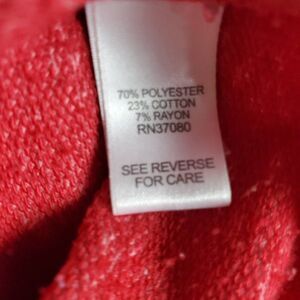 70% POLYESTER
23% COTTON
7% RAYON
RN37080
SEE REVERSE
FOR CARE